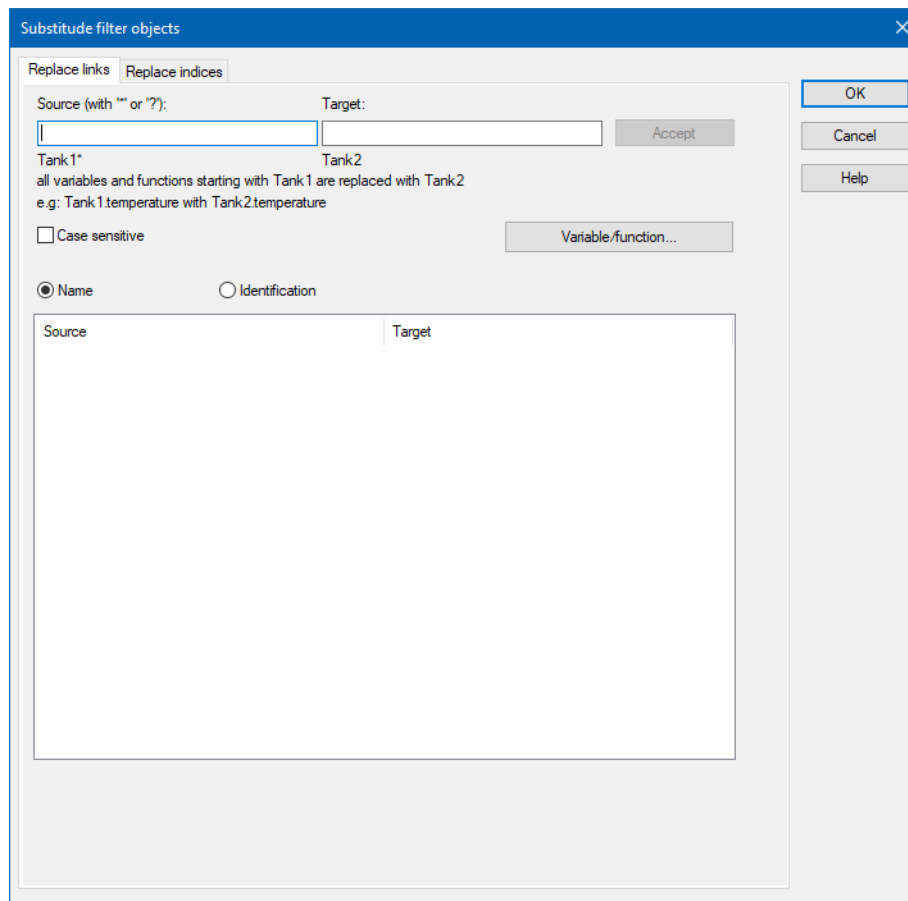 Substitude filter objects
Replace links
Replace indices
Source (with '*' or '?'):
Target:
Accept
Tank1*
Tank2
all variables and functions starting with Tank1 are replaced with Tank2
e.g: Tank1.temperature with Tank2.temperature
Case sensitive
Variable/function...
Name
Identification
Source
Target
OK
Cancel
Help